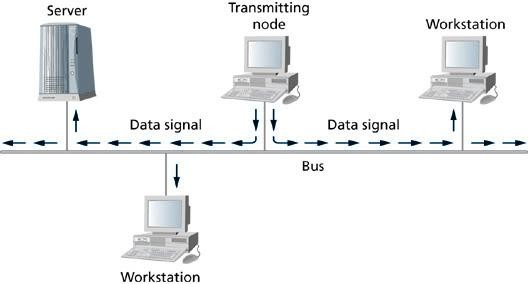 Server
Transmitting
node
Workstation
Data signal
Data signal
Bus
Workstation